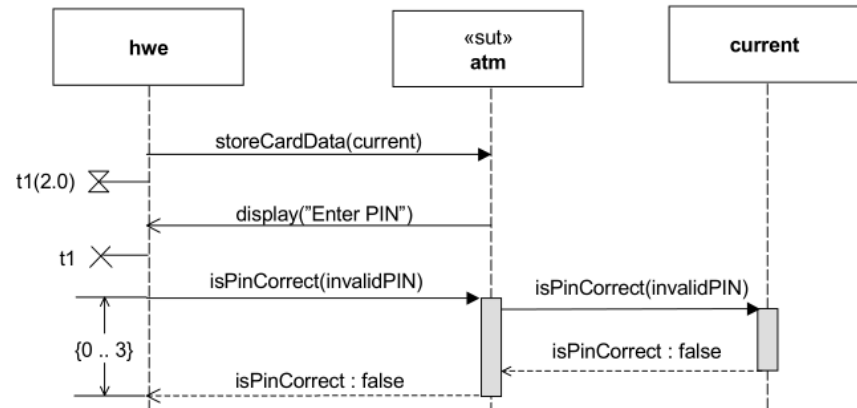 hwe
«sut»
atm
current
storeCardData(current)
t1(2.0)
display(”Enter PIN”)
t1
isPinCorrect(invalidPIN)
isPinCorrect(invalidPIN)
{0 .. 3}
isPinCorrect : false
isPinCorrect : false